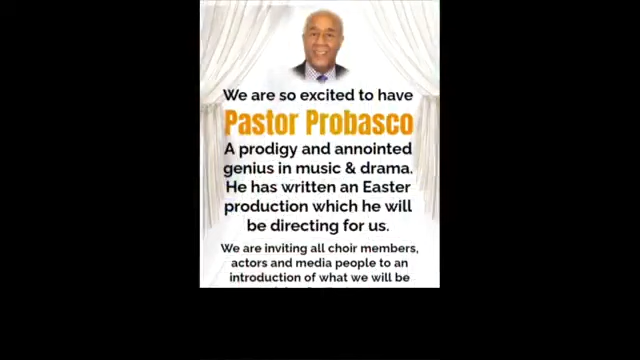 We are so excited to have
Pastor Probasco
A prodigy and annointed
genius in music & drama.
He has written an Easter
production which he will
be directing for us.
We are inviting all choir members,
actors and media people to an
introduction of what we will be